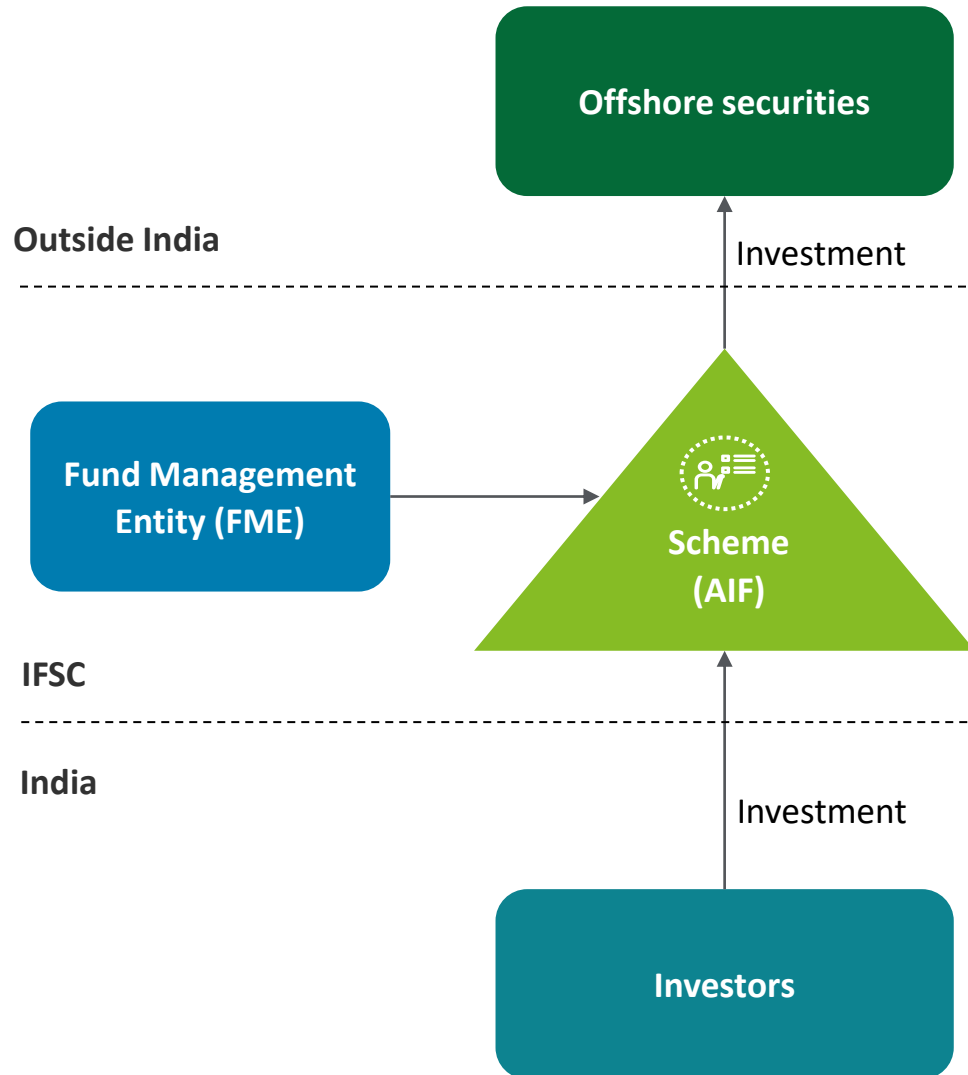 Offshore securities
Outside India
Investment
Fund Management
Entity (FME)
Scheme
(AIF)
IFSC
India
Investment
Investors